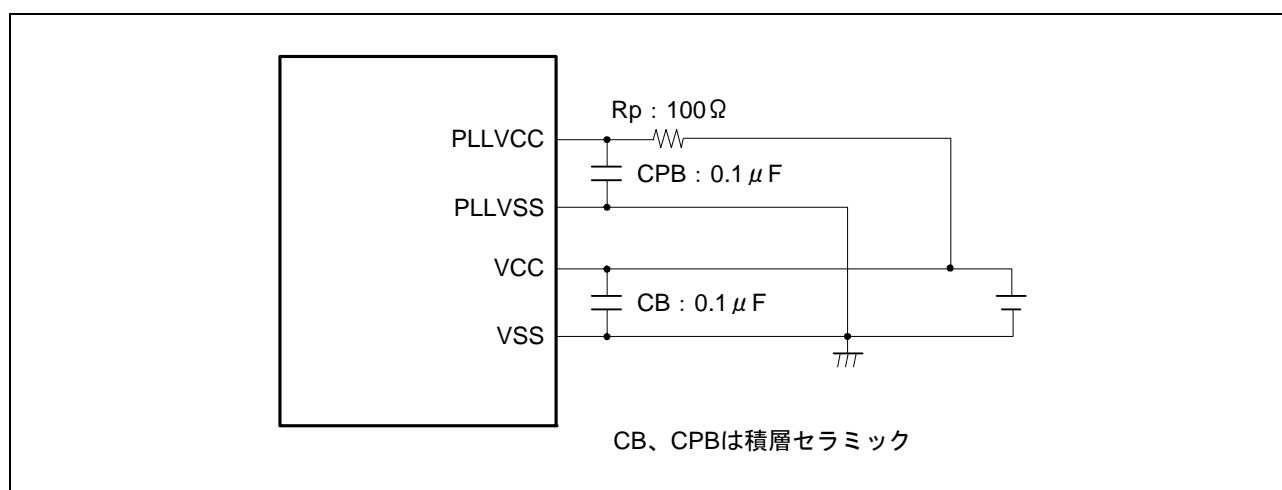 Rp：100Ω
PLLVCC
CPB：0.1μF
PLLVSS
VCC
CB：0.1μF
VSS
CB、CPBは積層セラミック